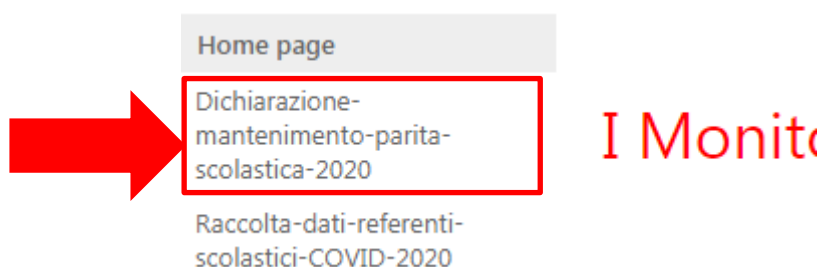 Home page
Dichiarazione-
mantenimento-parita-
scolastica-2020
I Monito
Raccolta-dati-referenti-
scolastici-COVID-2020